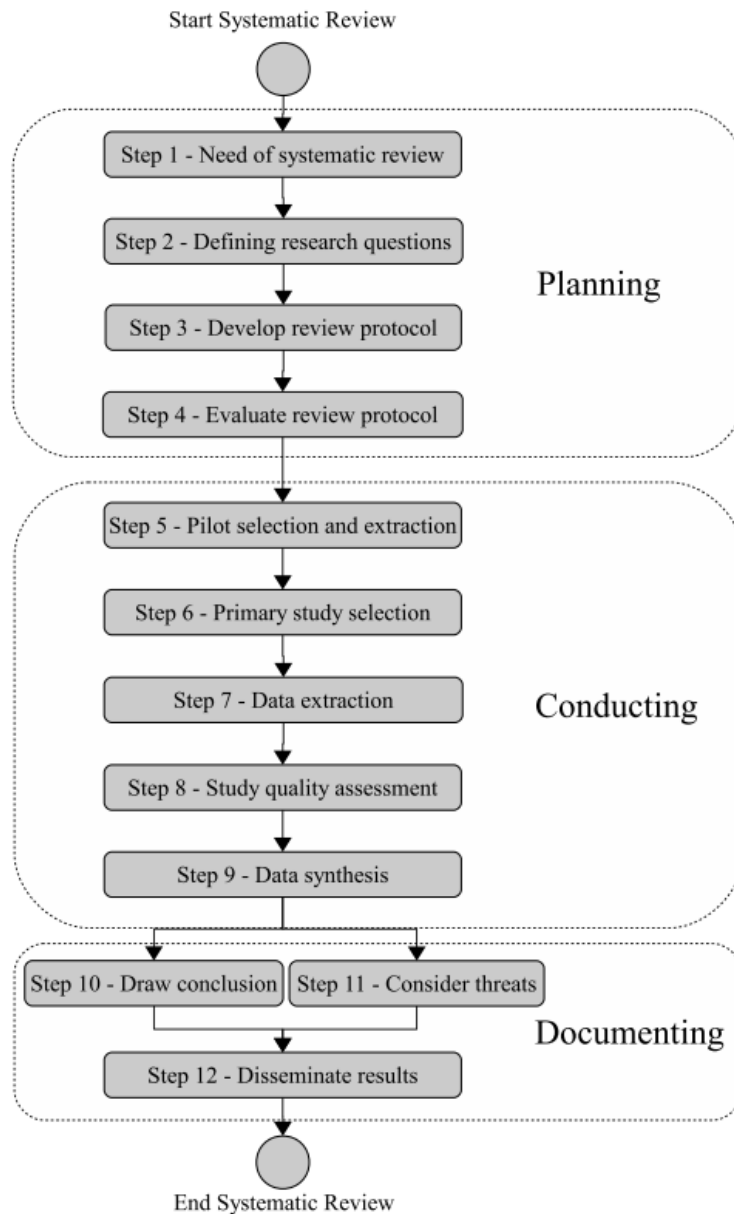 Start Systematic Review
Step 1 - Need of systematic review
Step 2 - Defining research questions
Planning
Step 3 - Develop review protocol
Step 4 - Evaluate review protocol
Step 5 - Pilot selection and extraction
Step 6 - Primary study selection
Step 7 - Data extraction
Conducting
Step 8 - Study quality assessment
Step 9 - Data synthesis
Step 10 - Draw conclusion
Step 11 - Consider threats
Documenting
Step 12 - Disseminate results
End Systematic Review